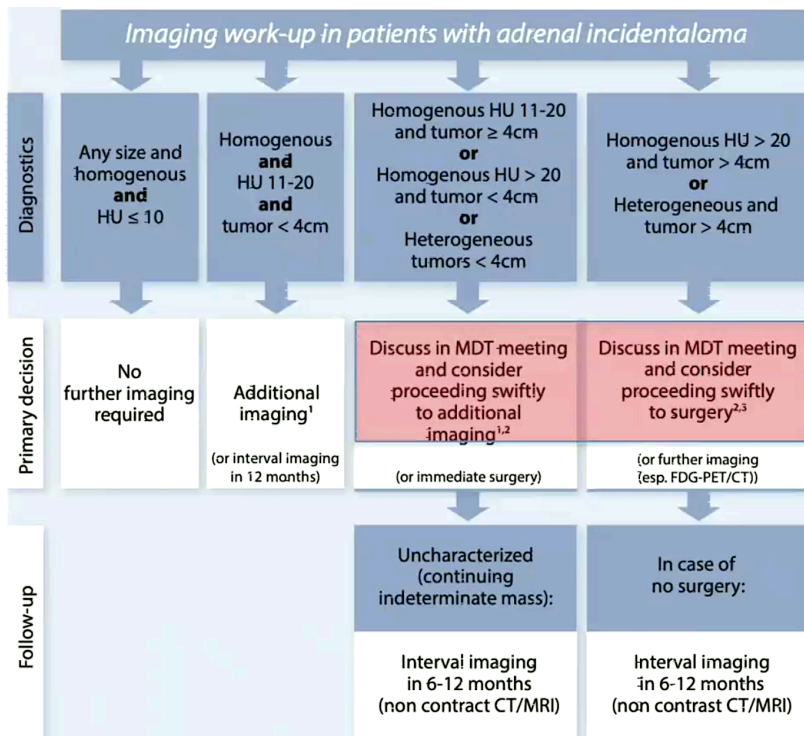 Imaging work-up in patients with adrenal incidentaloma
Diagnostics
Any size and
homogenous
and
HU ≤ 10
Homogenous
and
HU 11-20
and
tumor < 4cm
Homogenous HU 11-20
and tumor ≥ 4cm
or
Homogenous HU > 20
and tumor < 4cm
or
Heterogeneous
tumors < 4cm
Homogenous HU > 20
and tumor > 4cm
or
Heterogeneous and
tumor > 4cm
Primary decision
No
further imaging
required
Additional
imaging¹
(or interval imaging
in 12 months)
Discuss in MDT meeting
and consider
proceeding swiftly
to additional
imaging¹,²
(or immediate surgery)
Discuss in MDT meeting
and consider
proceeding swiftly
to surgery²,³
(or further imaging
(esp. FDG-PET/CT))
Follow-up
Uncharacterized
(continuing
indeterminate mass):
Interval imaging
in 6-12 months
(non contract CT/MRI)
In case of
no surgery:
Interval imaging
in 6-12 months
(non contrast CT/MRI)